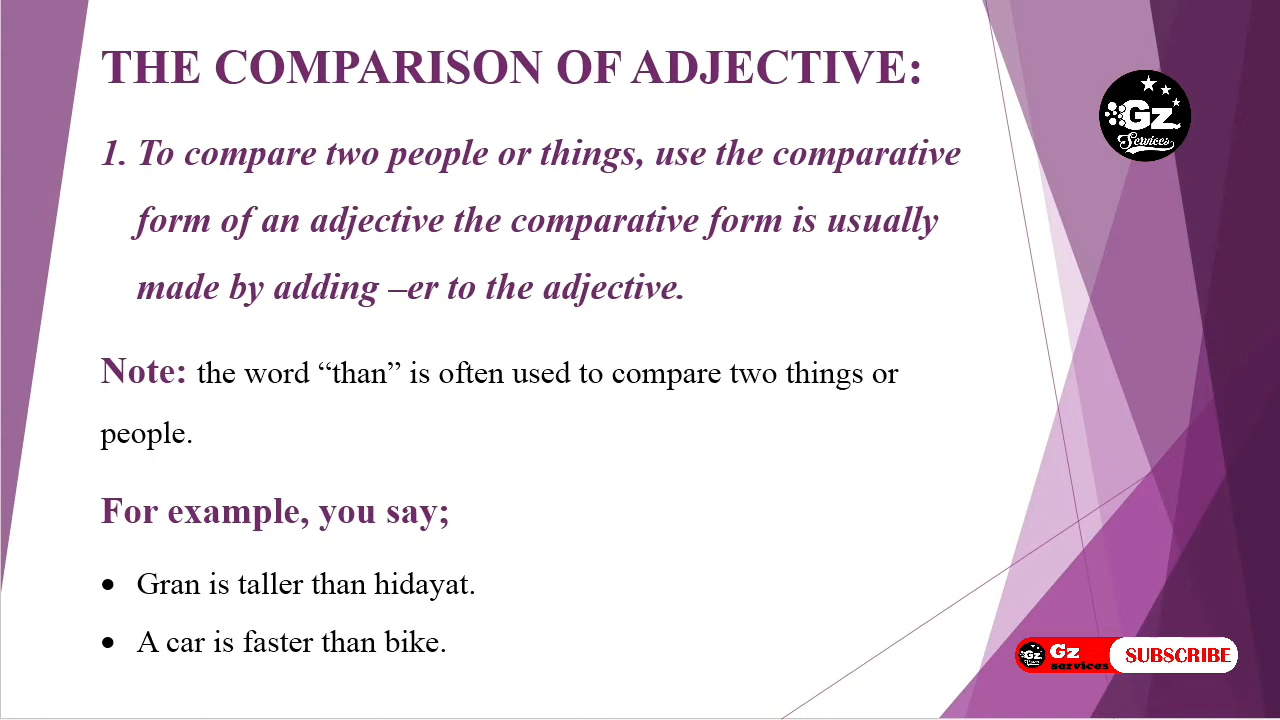 THE COMPARISON OF ADJECTIVE:
Gz
Services
1. To compare two people or things, use the comparative
form of an adjective the comparative form is usually
made by adding –er to the adjective.
Note: the word “than” is often used to compare two things or
people.
For example, you say;
• Gran is taller than hidayat.
• A car is faster than bike.
Gz
services
SUBSCRIBE